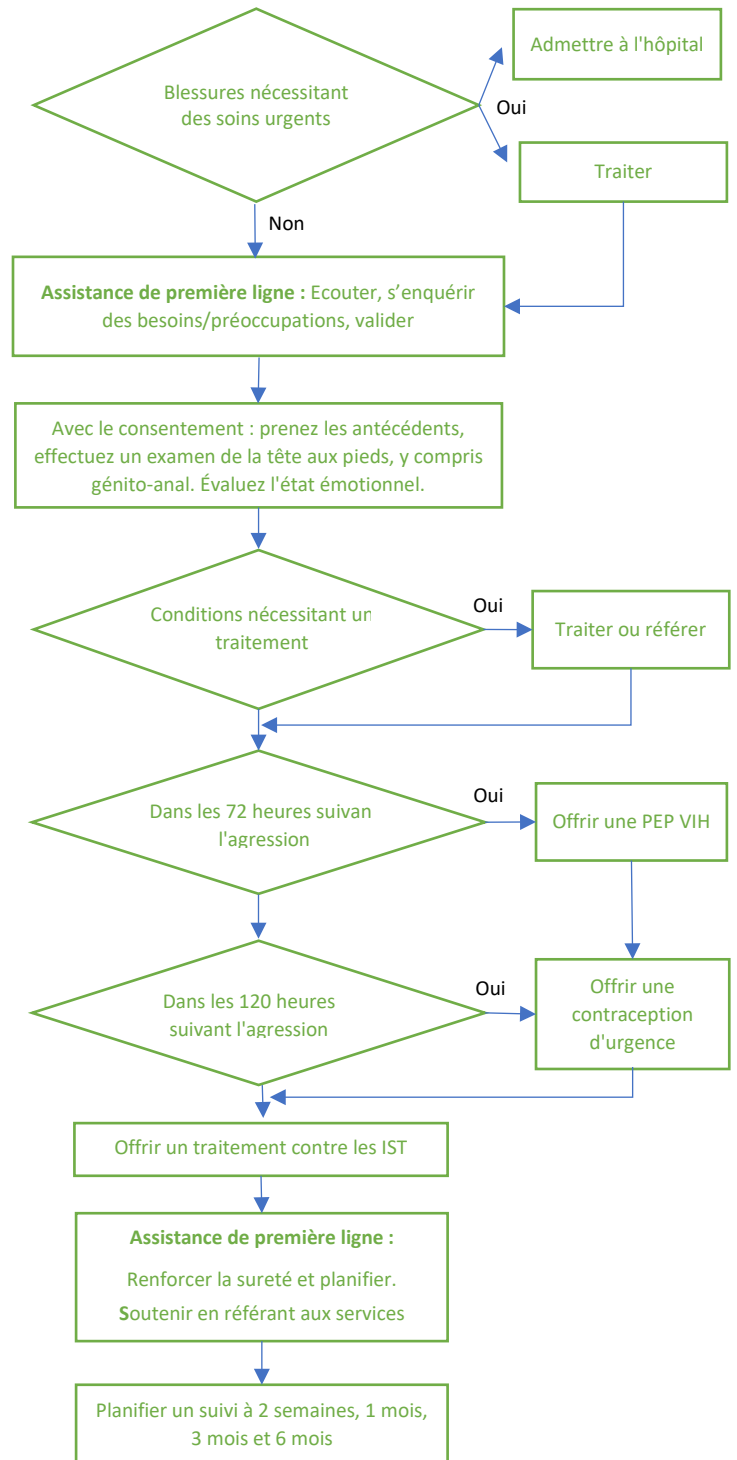 Admettre à l'hôpital
Blessures nécessitant
des soins urgents
Oui
Traiter
Non
Assistance de première ligne : Ecouter, s’enquérir
des besoins/préoccupations, valider
Avec le consentement : prenez les antécédents,
effectuez un examen de la tête aux pieds, y compris
génito-anal. Évaluez l'état émotionnel.
Conditions nécessitant un
traitement
Oui
Traiter ou référer
Dans les 72 heures suivan
l'agression
Oui
Offrir une PEP VIH
Dans les 120 heures
suivant l'agression
Oui
Offrir une
contraception
d'urgence
Offrir un traitement contre les IST
Assistance de première ligne :
Renforcer la sureté et planifier.
Soutenir en référant aux services
Planifier un suivi à 2 semaines, 1 mois,
3 mois et 6 mois